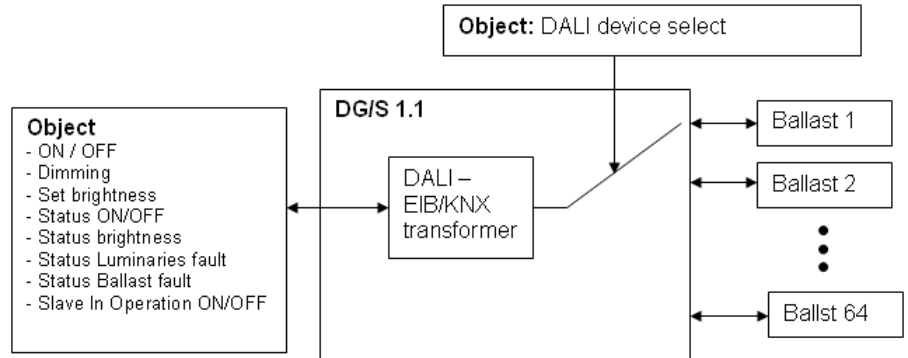 Object: DALI device select
DG/S 1.1
Object
- ON / OFF
- Dimming
- Set brightness
- Status ON/OFF
- Status brightness
- Status Luminaries fault
- Status Ballast fault
- Slave In Operation ON/OFF
DALI –
EIB/KNX
transformer
Ballast 1
Ballast 2
Ballst 64